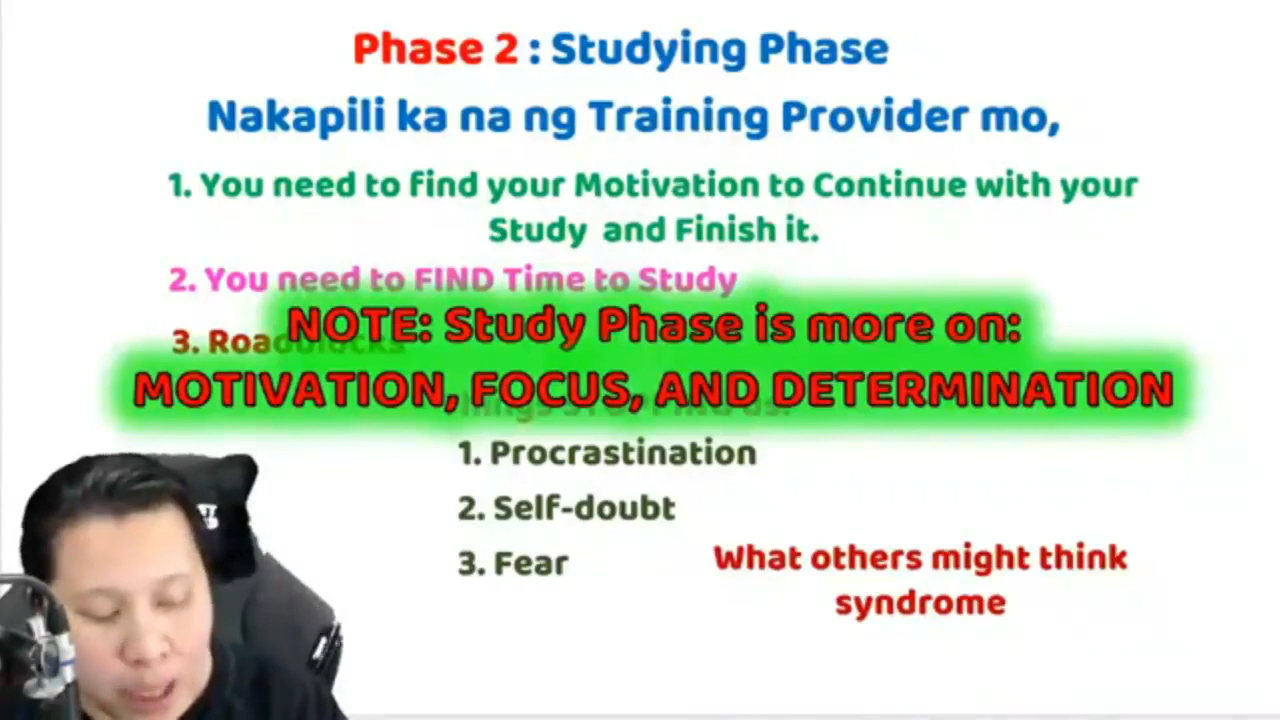 Phase 2 : Studying Phase
Nakapili ka na ng Training Provider mo,
1. You need to find your Motivation to Continue with your
Study and Finish it.
2. You need to FIND Time to Study
NOTE: Study Phase is more on:
3. Roadblocks
MOTIVATION, FOCUS, AND DETERMINATION
1. Procrastination
2. Self-doubt
3. Fear
What others might think
syndrome